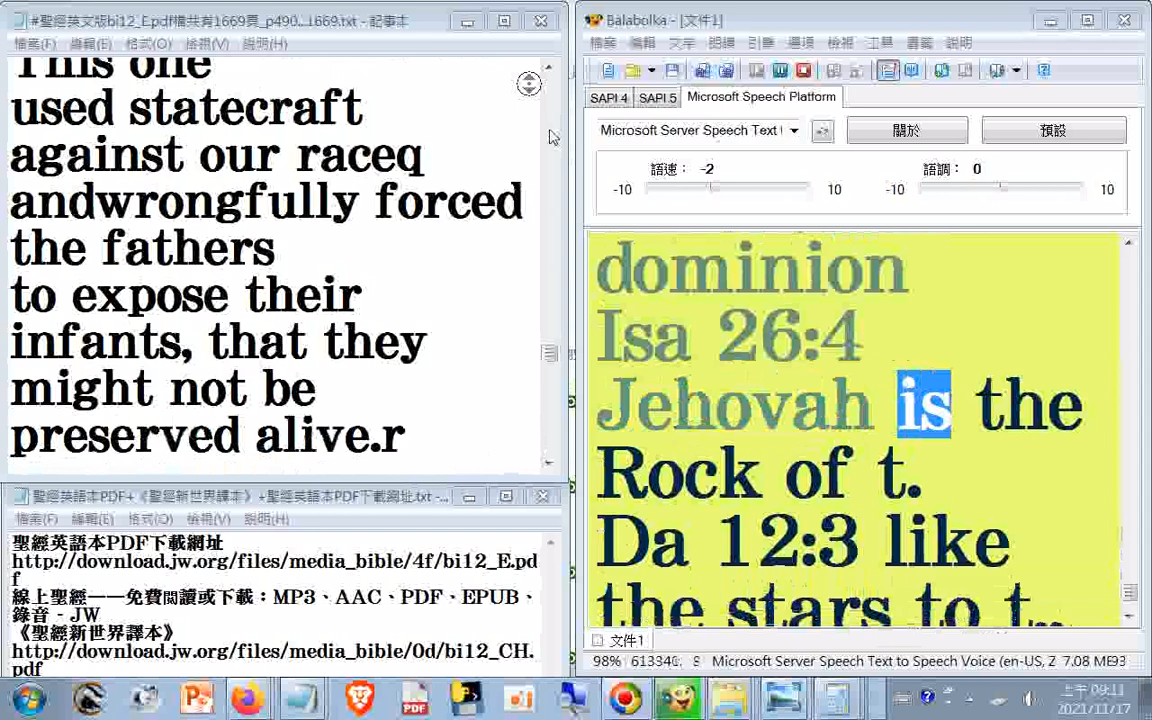 #聖經英文版bi12_E.pdf檔共有1669頁_p490...1669.txt - 記事本
檔案(F) 編輯(E) 格式(O) 檢視(V) 說明(H)
This one
used statecraft
against our raceq
andwrongfully forced
the fathers
to expose their
infants, that they
might not be
preserved alive.r
聖經英語本PDF+《聖經新世界譯本》+聖經英語本PDF下載網址.txt -...
檔案(F) 編輯(E) 格式(O) 檢視(V) 說明(H)
聖經英語本PDF下載網址
http://download.jw.org/files/media_bible/4f/bi12_E.pd
f
線上聖經——免費閱讀或下載：MP3、AAC、PDF、EPUB、
錄音 - JW
《聖經新世界譯本》
http://download.jw.org/files/media_bible/0d/bi12_CH.
pdf
Balabolka - [文件1]
檔案 編輯 文字 朗讀 引擎 選項 檢視 工具 書籤 說明
SAPI 4 SAPI 5 Microsoft Speech Platform
Microsoft Server Speech Text 關於 預設
語速： -2 語調： 0
-10 10 -10 10
dominion
Isa 26:4
Jehovah is the
Rock of t.
Da 12:3 like
the stars to t..
文件1
98% Microsoft Server Speech Text to Speech Voice (en-US, Z 7.08 ME93
上午 09:11
2021/11/17